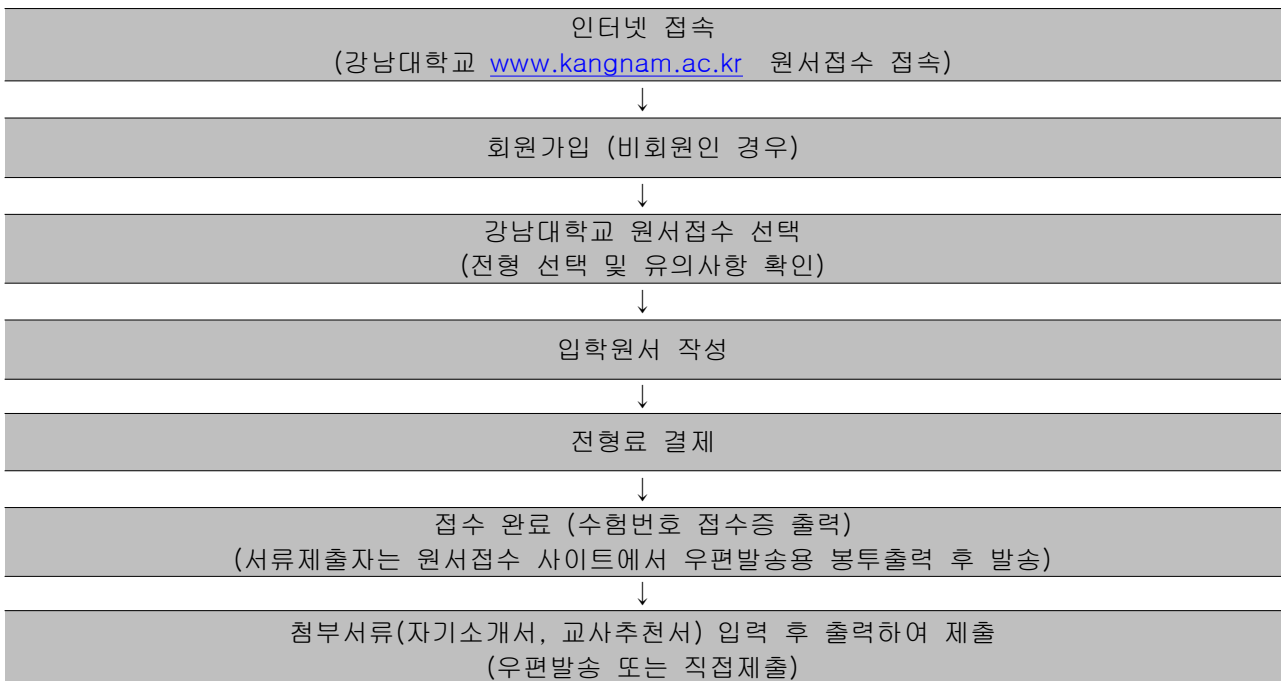 인터넷 접속
(강남대학교 www.kangnam.ac.kr 원서접수 접속)
↓
회원가입 (비회원인 경우)
↓
강남대학교 원서접수 선택
(전형 선택 및 유의사항 확인)
↓
입학원서 작성
↓
전형료 결제
↓
접수 완료 (수험번호 접수증 출력)
(서류제출자는 원서접수 사이트에서 우편발송용 봉투출력 후 발송)
↓
첨부서류(자기소개서, 교사추천서) 입력 후 출력하여 제출
(우편발송 또는 직접제출)